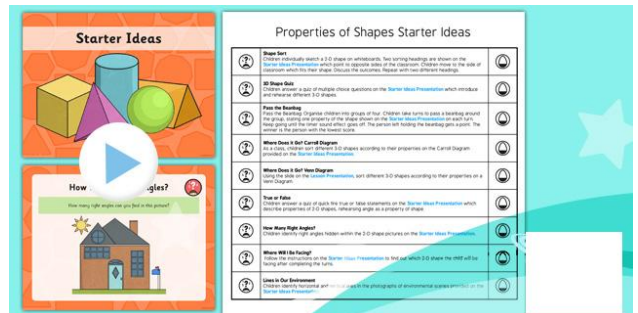 Starter Ideas
How
gles?
How many right angles can you find in this picture?
Properties of Shapes Starter Ideas
Shape Sort
Children individually sketch a 2-D shape on whiteboards. Two sorting headings are shown on the
Starter Ideas Presentation which point to opposite sides of the classroom. Children move to the side of
classroom which fits their shape. Discuss the outcomes. Repeat with two different headings.
3D Shape Quiz
Children answer a quiz of multiple choice questions on the Starter Ideas Presentation which introduce
and rehearse different 3-D shapes.
Pass the Beanbag
Pass the Beanbag Organise children into groups of four. Children take turns to pass a beanbag around
the group, stating one property of the shape shown on the Starter Ideas Presentation on each turn.
Keep going until the timer sound effect goes off. The person left holding the beanbag gets a point. The
winner is the person with the lowest score.
Where Does it Go? Carroll Diagram
As a class, children sort different 3-D shapes according to their properties on the Carroll Diagram
provided on the Starter Ideas Presentation.
Where Does it Go? Venn Diagram
Using the slide on the Lesson Presentation, sort different 3-D shapes according to their properties on a
Venn Diagram.
True or False
Children answer a quiz of quick fire true or false statements on the Starter Ideas Presentation which
describe properties of 2-D shapes, rehearsing angle as a property of shape.
How Many Right Angles?
Children identify right angles hidden within the 2-D shape pictures on the Starter Ideas Presentation.
Where Will I Be Facing?
Follow the instructions on the Starter Ideas Presentation to find out which 2-D shape the child will be
facing after completing the turns.
Lines in Our Environment
Children identify horizontal and in the photographs of environmental scenes provided on the
Starter Ideas Presentation.